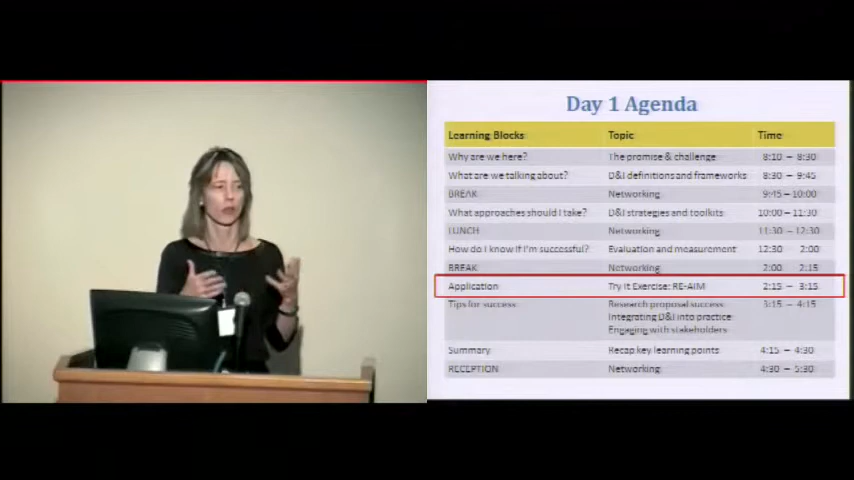 Day 1 Agenda
Learning Blocks Topic Time
Why are we here? The promise & challenge 8:10 – 8:30
What are we talking about? D&I definitions and frameworks 8:30 – 9:45
BREAK Networking 9:45 – 10:00
What approaches should I take? D&I strategies and toolkits 10:00 – 11:30
LUNCH Networking 11:30 – 12:30
How do I know if I'm successful? Evaluation and measurement 12:30 – 2:00
BREAK Networking 2:00 2:15
Application Try It Exercise: RE-AIM 2:15 – 3:15
Tips for success Research proposal success 3:15 – 4:15
Integrating D&I into practice
Engaging with stakeholders
Summary Recap key learning points 4:15 – 4:30
RECEPTION Networking 4:30 – 5:30